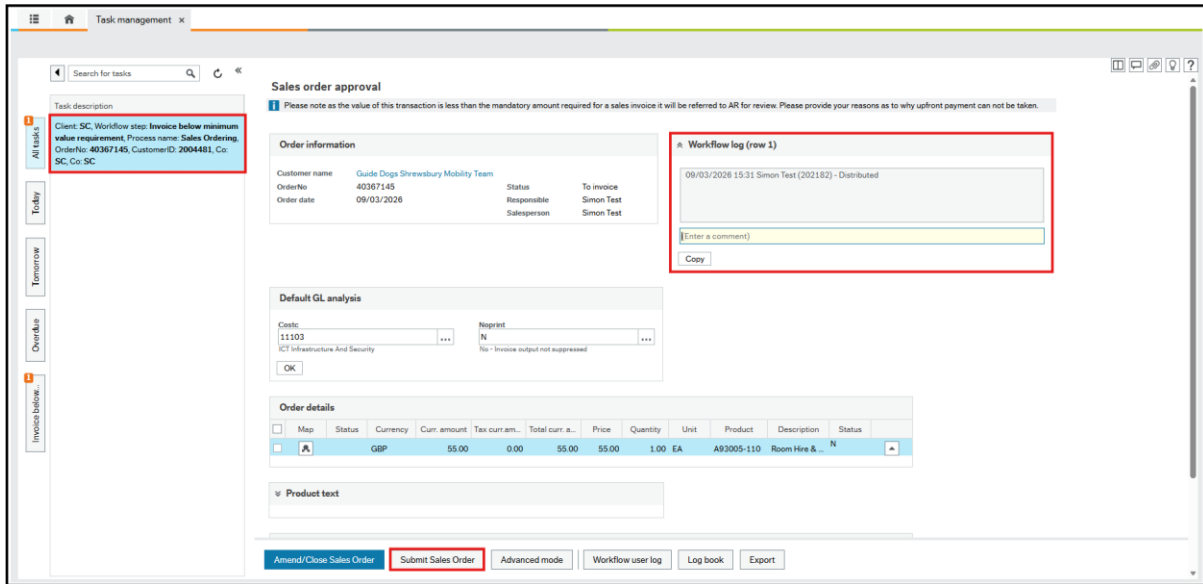 Task management ×
Search for tasks
Task description
Client: SC, Workflow step: Invoice below minimum
value requirement, Process name: Sales Ordering,
OrderNo: 40367145, CustomerID: 2004481, Co:
SC, Co: SC
1
All tasks
Today
Tomorrow
Overdue
1
Invoice below...
?
Sales order approval
Please note as the value of this transaction is less than the mandatory amount required for a sales invoice it will be referred to AR for review. Please provide your reasons as to why upfront payment can not be taken.
Order information
Customer name Guide Dogs Shrewsbury Mobility Team
OrderNo 40367145 Status To invoice
Order date 09/03/2026 Responsible Simon Test
Salesperson Simon Test
Workflow log (row 1)
09/03/2026 15:31 Simon Test (202182) - Distributed
(Enter a comment)
Copy
Default GL analysis
Costc Noprint
11103 ... N ...
ICT Infrastructure And Security No - Invoice output not suppressed
OK
Order details
Map Status Currency Curr. amount Tax curr.am... Total curr. a... Price Quantity Unit Product Description Status
GBP 55.00 0.00 55.00 55.00 1.00 EA A93005-110 Room Hire & ... N
Product text
Amend/Close Sales Order Submit Sales Order Advanced mode Workflow user log Log book Export